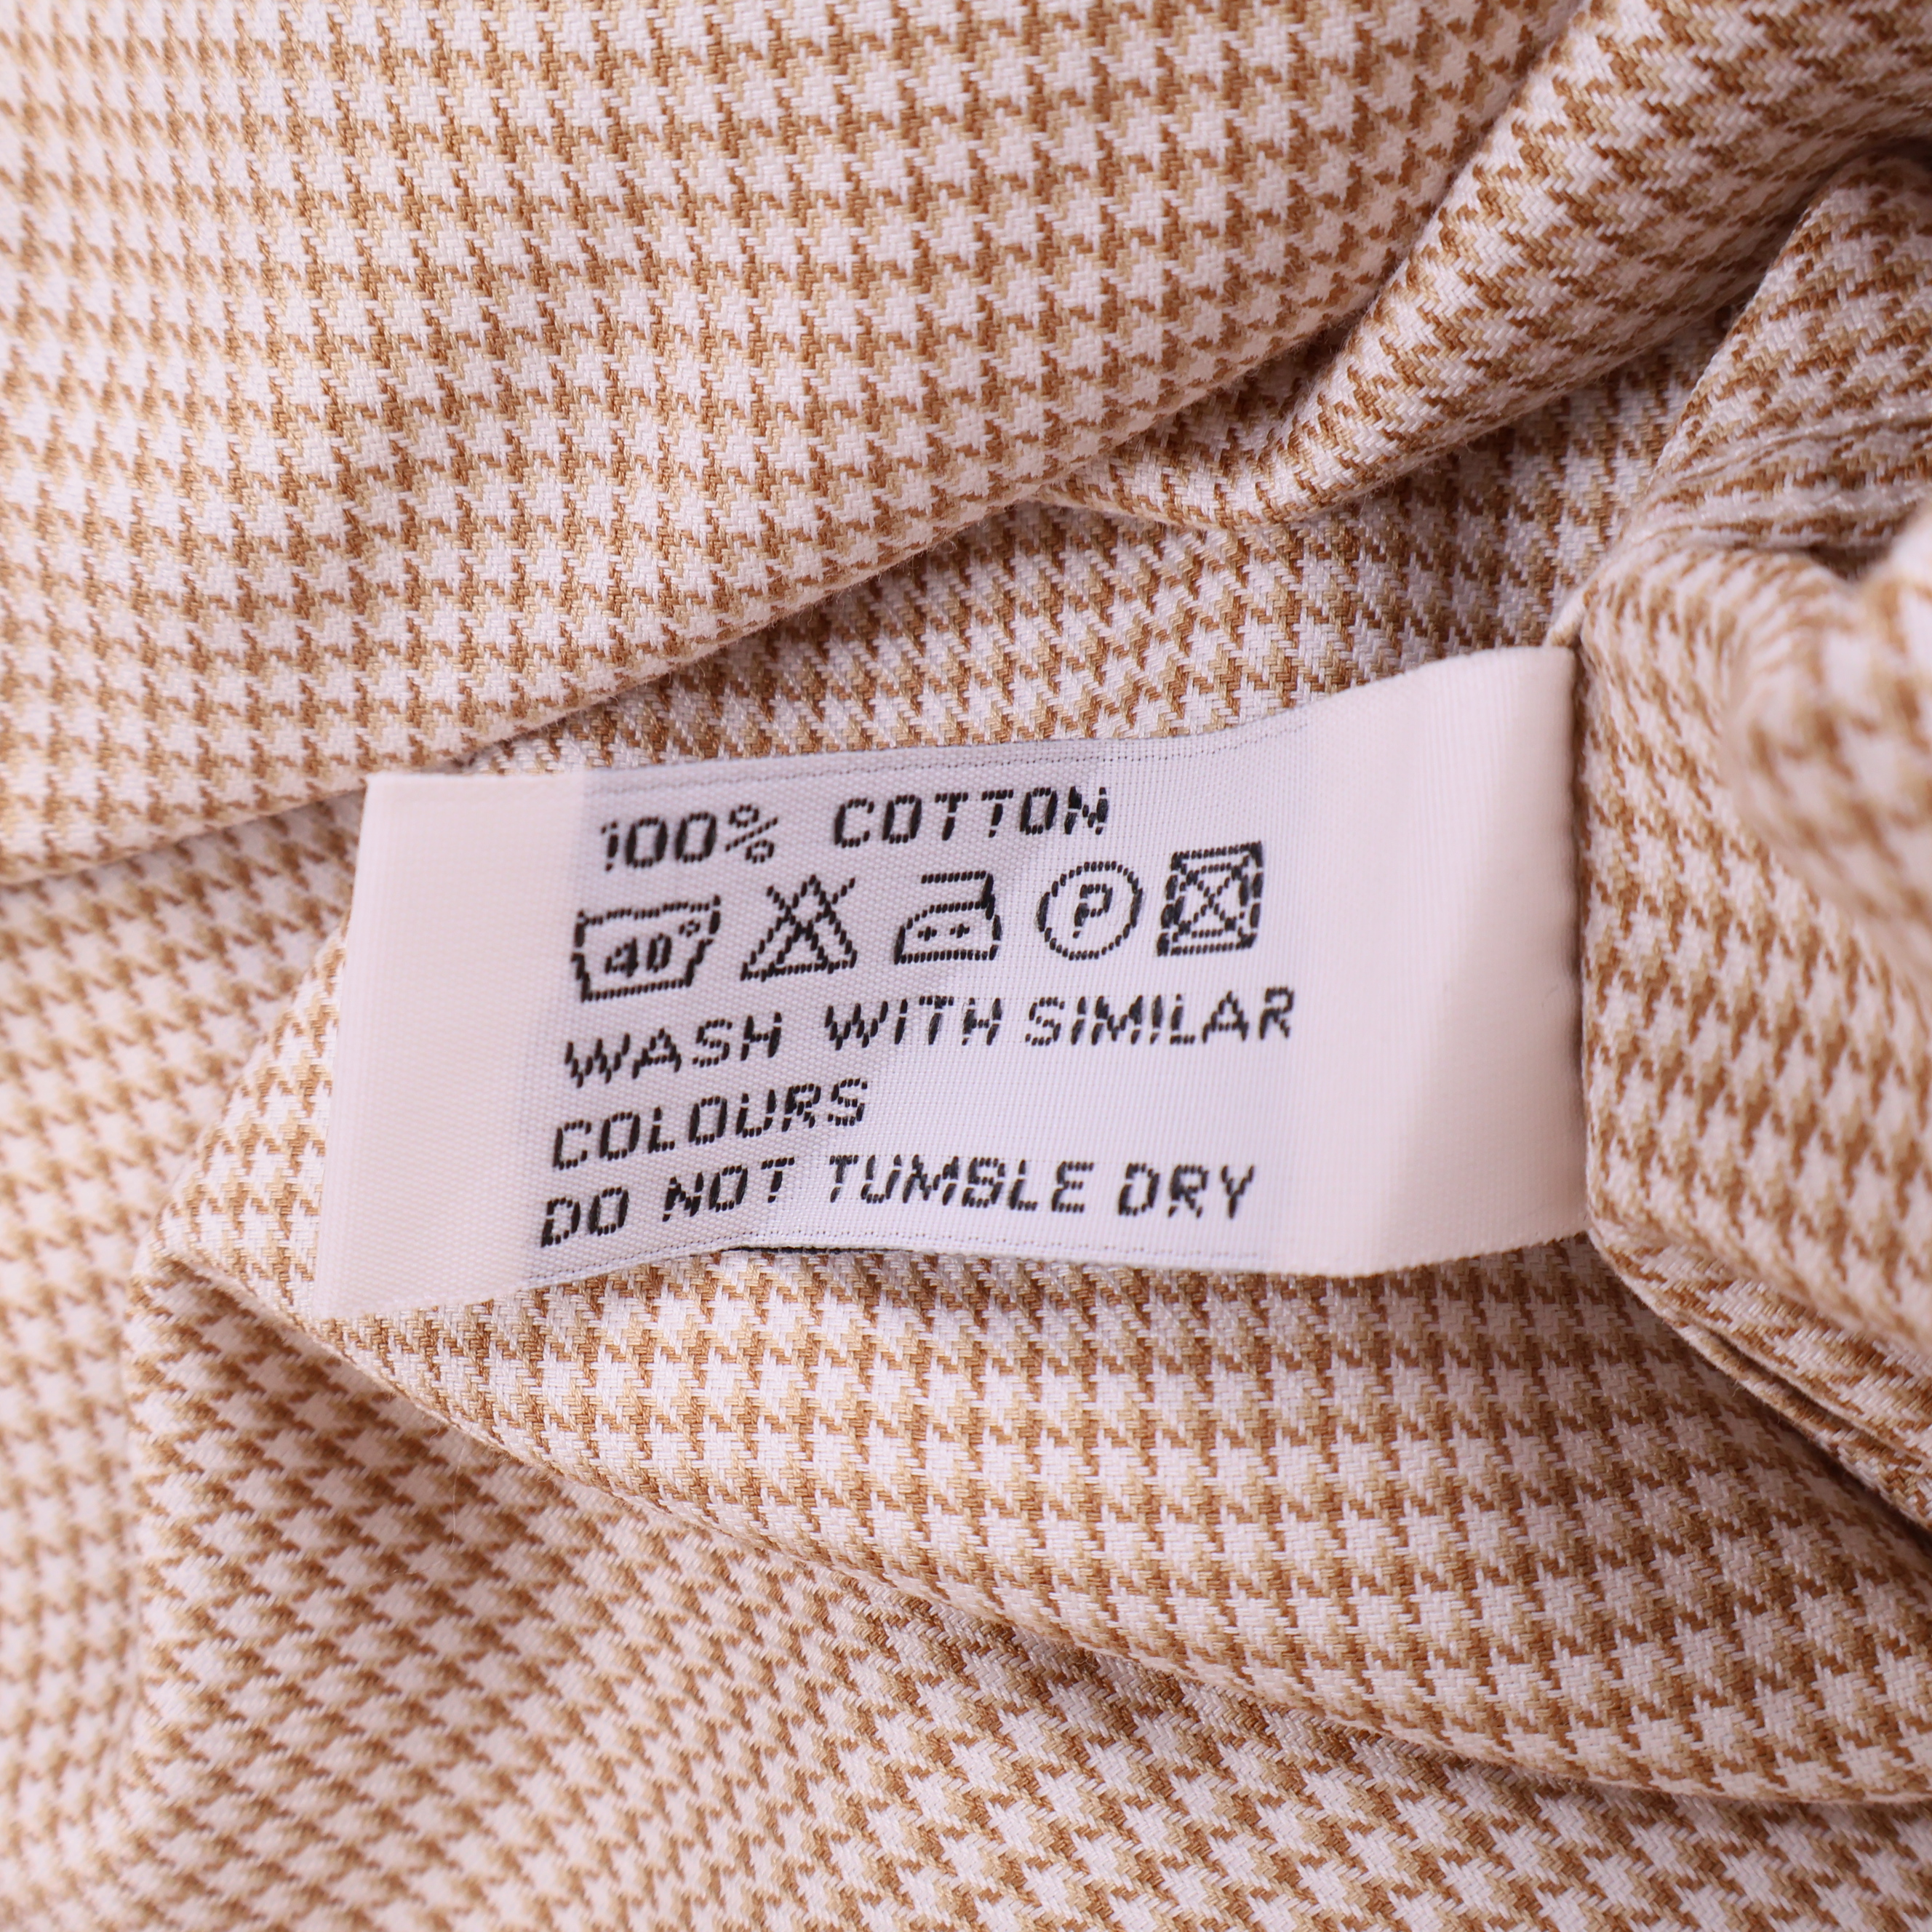 100% COTTON
40° P
WASH WITH SIMILAR
COLOURS
DO NOT TUMBLE DRY